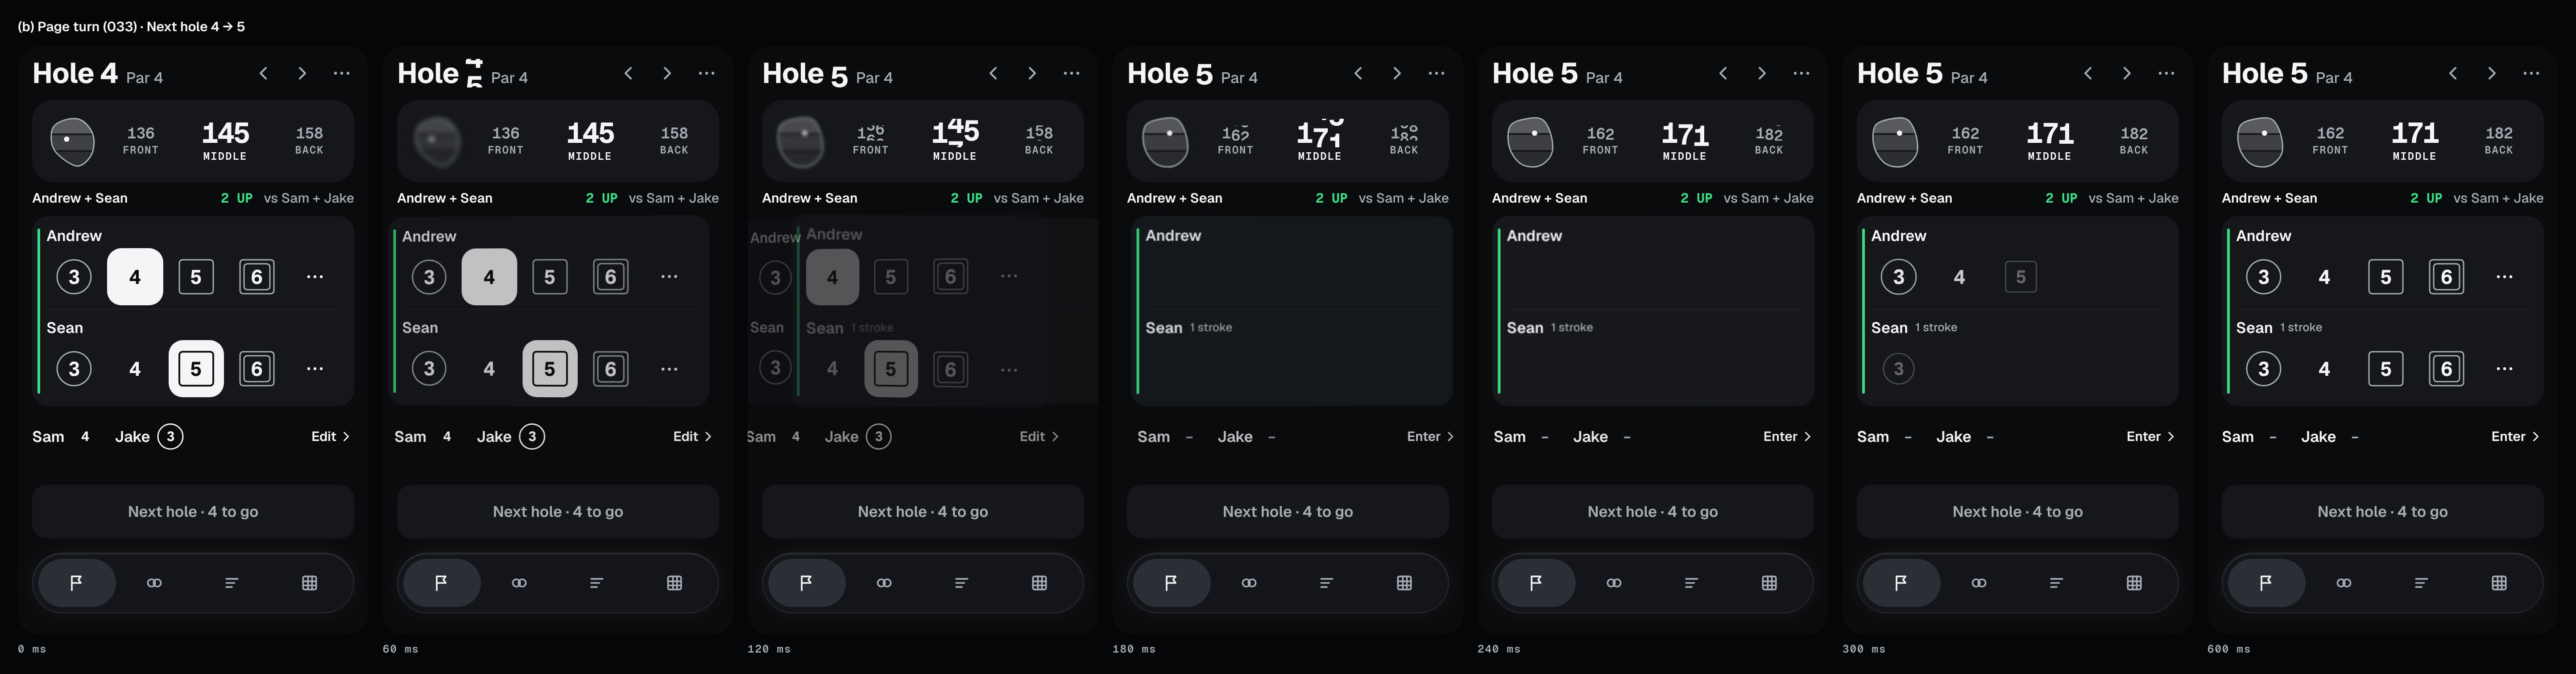 (b) Page turn (033) · Next hole 4 → 5
Hole 4 Par 4
136 145 158
FRONT MIDDLE BACK
Andrew + Sean 2 UP vs Sam + Jake
Andrew
3 4 5 6
Sean
3 4 5 6
Sam 4 Jake 3 Edit
Next hole · 4 to go
0 ms
Hole Par 4
136 145 158
FRONT MIDDLE BACK
Andrew + Sean 2 UP vs Sam + Jake
Andrew
3 4 5 6
Sean
3 4 5 6
Sam 4 Jake 3 Edit
Next hole · 4 to go
60 ms
Hole 5 Par 4
145 158
FRONT MIDDLE BACK
Andrew + Sean 2 UP vs Sam + Jake
Andrew Andrew
3 4 5 6
Sean Sean 1 stroke
3 4 5 6
Sam 4 Jake 3 Edit
Next hole · 4 to go
120 ms
Hole 5 Par 4
162 171
FRONT MIDDLE BACK
Andrew + Sean 2 UP vs Sam + Jake
Andrew
Sean 1 stroke
Sam – Jake – Enter
Next hole · 4 to go
180 ms
Hole 5 Par 4
162 171 182
FRONT MIDDLE BACK
Andrew + Sean 2 UP vs Sam + Jake
Andrew
Sean 1 stroke
Sam – Jake – Enter
Next hole · 4 to go
240 ms
Hole 5 Par 4
162 171 182
FRONT MIDDLE BACK
Andrew + Sean 2 UP vs Sam + Jake
Andrew
3 4 5
Sean 1 stroke
3
Sam – Jake – Enter
Next hole · 4 to go
300 ms
Hole 5 Par 4
162 171 182
FRONT MIDDLE BACK
Andrew + Sean 2 UP vs Sam + Jake
Andrew
3 4 5 6
Sean 1 stroke
3 4 5 6
Sam – Jake – Enter
Next hole · 4 to go
600 ms